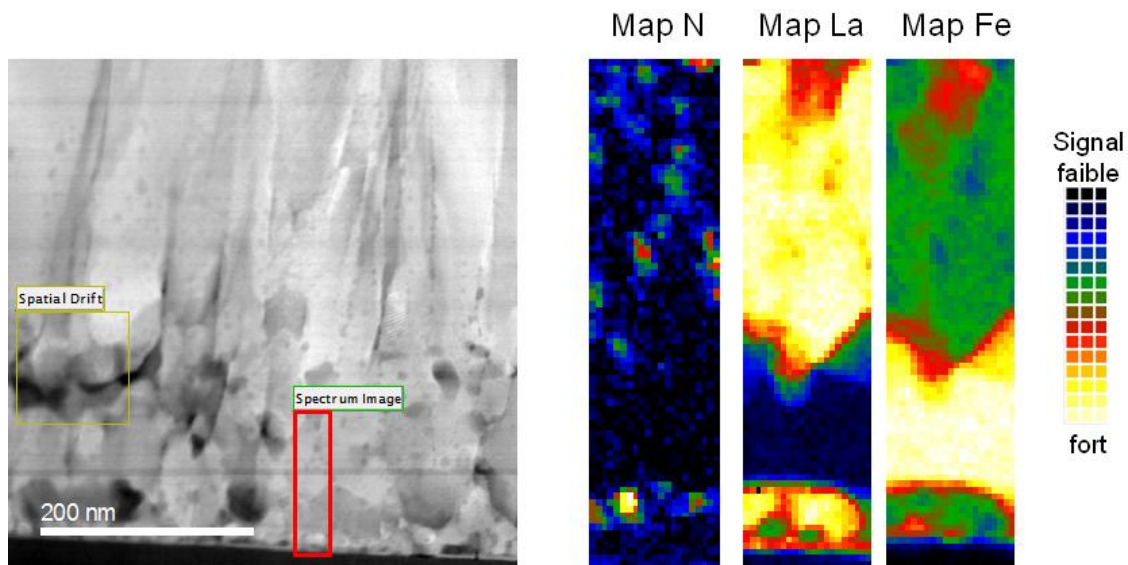 Map N
Map La
Map Fe
Spatial Drift
Spectrum Image
200 nm
Signal
faible
fort